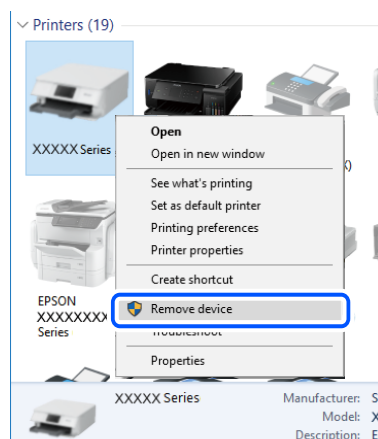 Printers (19)
XXXXX Series
Open
Open in new window
See what's printing
Set as default printer
Printing preferences
Printer properties
Create shortcut
Remove device
Troubleshoot
Properties
EPSON
XXXXXXXX
Series
XXXXX Series
Manufacturer:
Model:
Description: